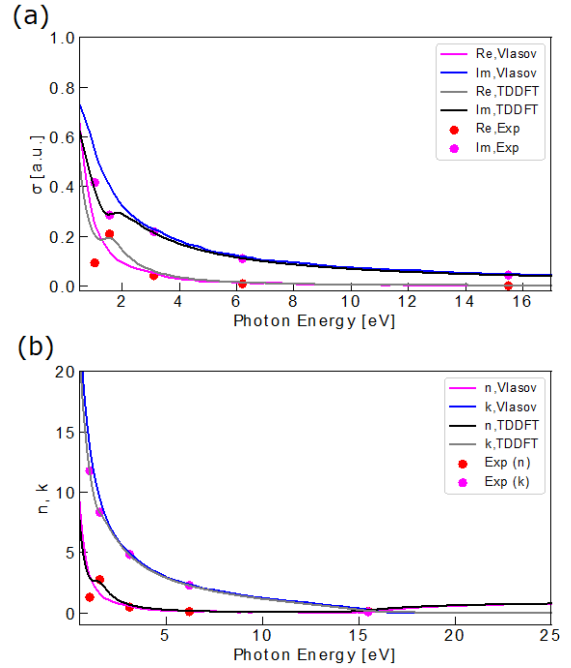 (a)
1.0
0.8
0.6
0.4
0.2
0.0
σ [a.u.]
Re,Vlasov
Im,Vlasov
Re,TDDFT
Im,TDDFT
Re,Exp
Im,Exp
2 4 6 8 10 12 14 16
Photon Energy [eV]
(b)
20
15
10
5
0
n, k
n,Vlasov
k,Vlasov
n,TDDFT
k,TDDFT
Exp (n)
Exp (k)
5 10 15 20 25
Photon Energy [eV]